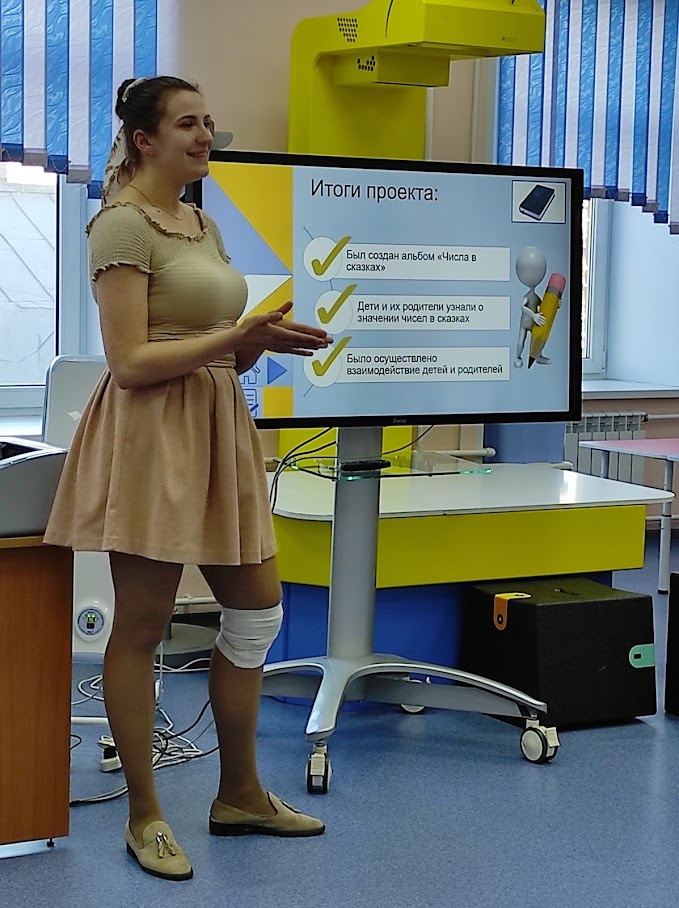 Итоги проекта:
Был создан альбом «Числа в
сказках»
Дети и их родители узнали о
значении чисел в сказках
Было осуществлено
взаимодействие детей и родителей